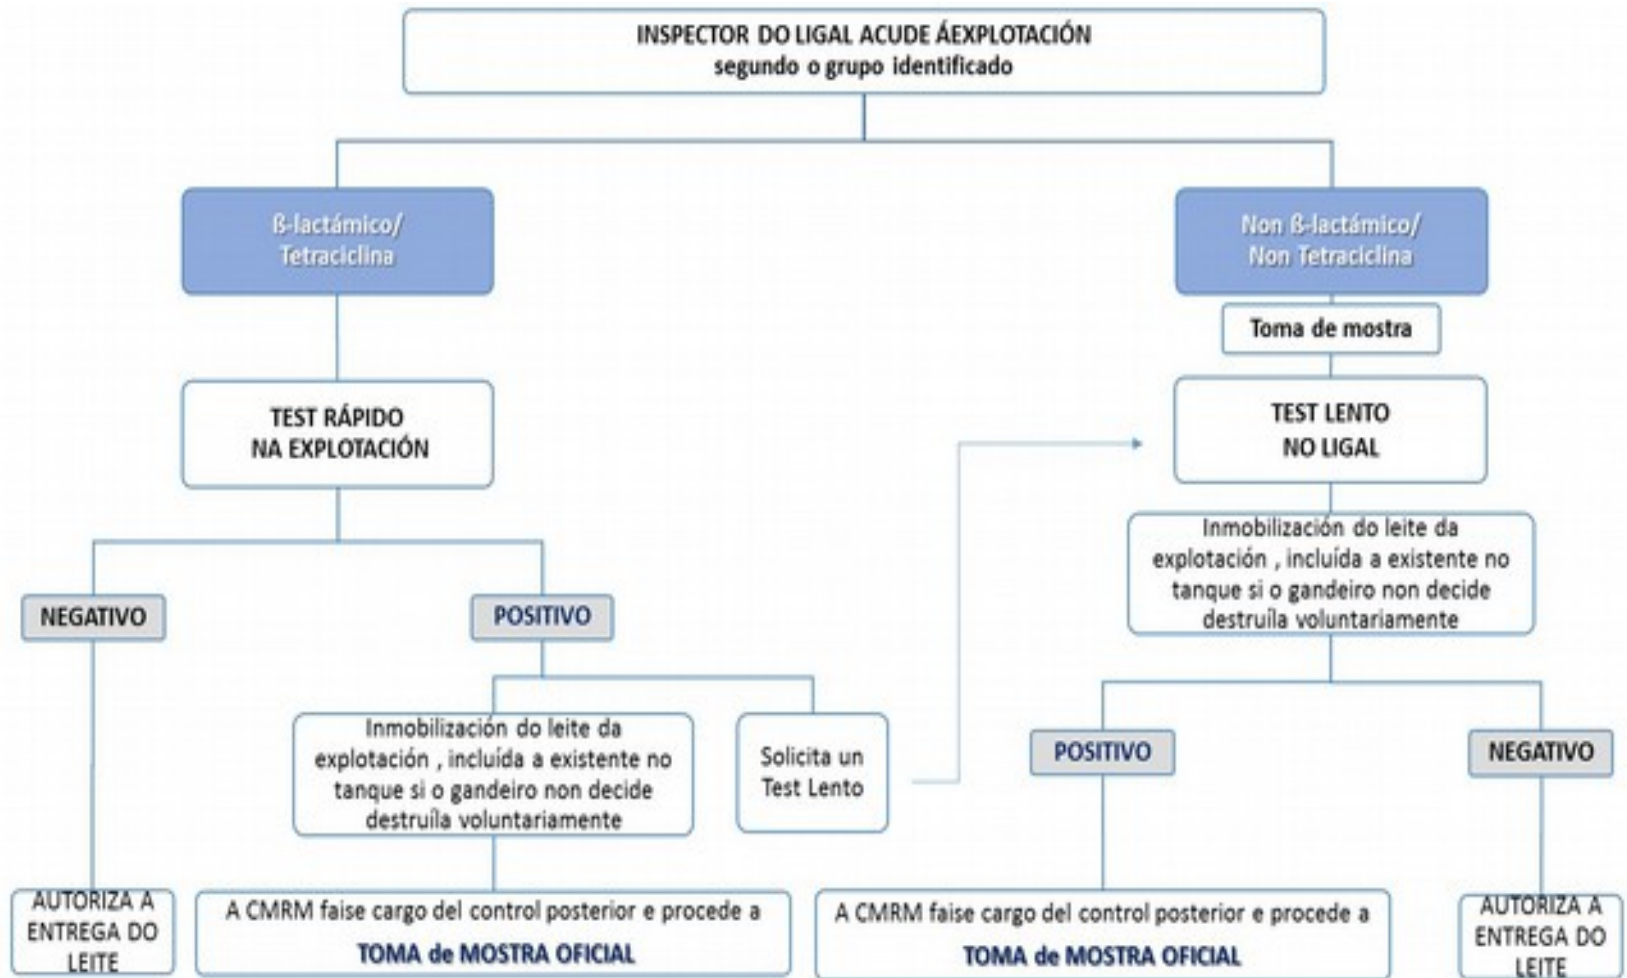 INSPECTOR DO LIGAL ACUDE ÁEXPLOTACIÓN
segundo o grupo identificado
ß-lactámico/
Tetraciclina
TEST RÁPIDO
NA EXPLOTACIÓN
NEGATIVO
POSITIVO
Inmobilización do leite da
explotación , incluída a existente no
tanque si o gandeiro non decide
destruíla voluntariamente
Solicita un
Test Lento
AUTORIZA A
ENTREGA DO
LEITE
A CMRM faise cargo del control posterior e procede a
TOMA de MOSTRA OFICIAL
Non ß-lactámico/
Non Tetraciclina
Toma de mostra
TEST LENTO
NO LIGAL
Inmobilización do leite da
explotación , incluída a existente no
tanque si o gandeiro non decide
destruíla voluntariamente
POSITIVO
NEGATIVO
A CMRM faise cargo del control posterior e procede a
TOMA de MOSTRA OFICIAL
AUTORIZA A
ENTREGA DO
LEITE